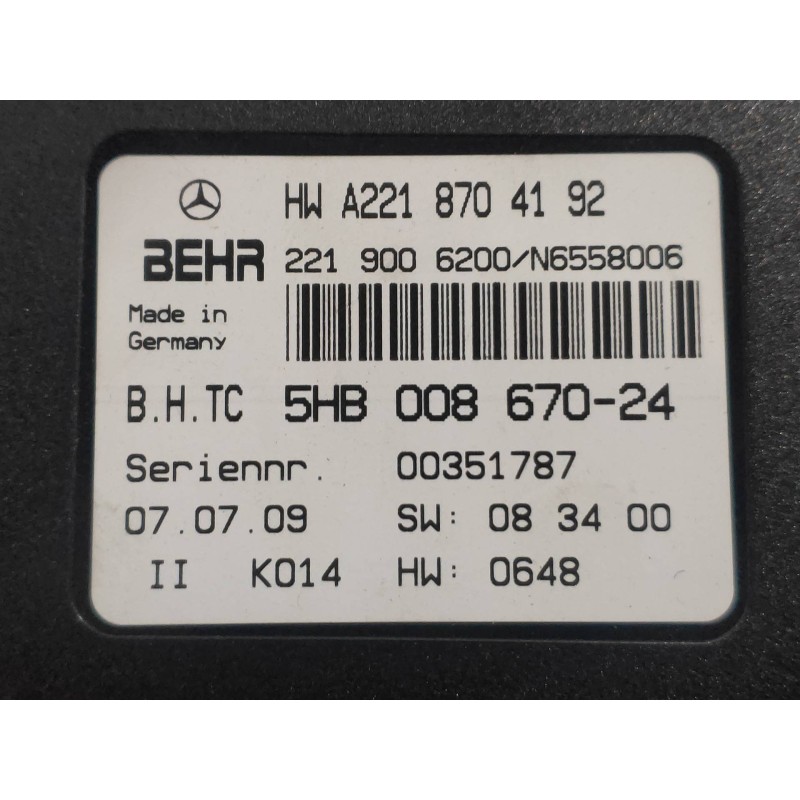 HW A221 870 41 92
BEHR 221 900 6200/N6558006
Made in
Germany
B.H.TC 5HB 008 670-24
Seriennr. 00351787
07.07.09 SW: 08 34 00
II K014 HW: 0648